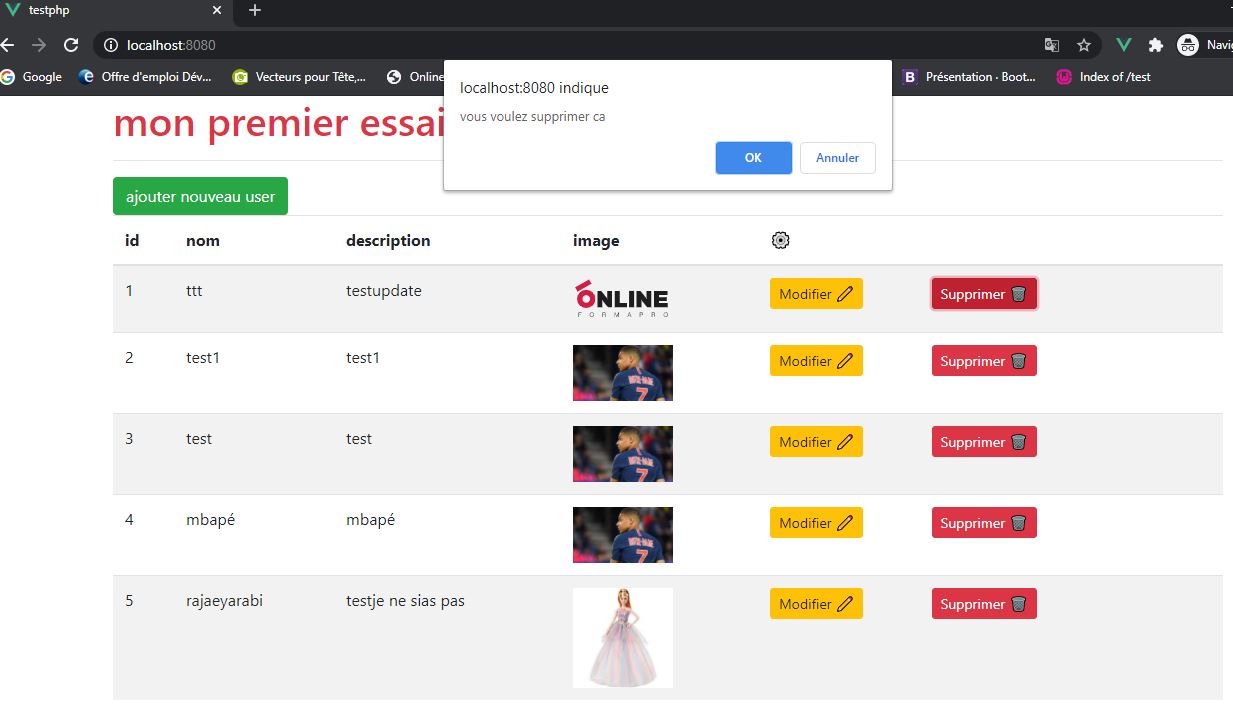 testphp
localhost:8080
Navig
Google
Offre d'emploi Dév...
Vecteurs pour Tête,...
Online
Présentation · Boot...
Index of /test
localhost:8080 indique
vous voulez supprimer ca
OK
Annuler
mon premier essai
ajouter nouveau user
id nom description image
1 ttt testupdate ONLINE FORMAPRO Modifier Supprimer
2 test1 test1 7 Modifier Supprimer
3 test test 7 Modifier Supprimer
4 mbapé mbapé 7 Modifier Supprimer
5 rajaeyarabi testje ne sias pas Modifier Supprimer